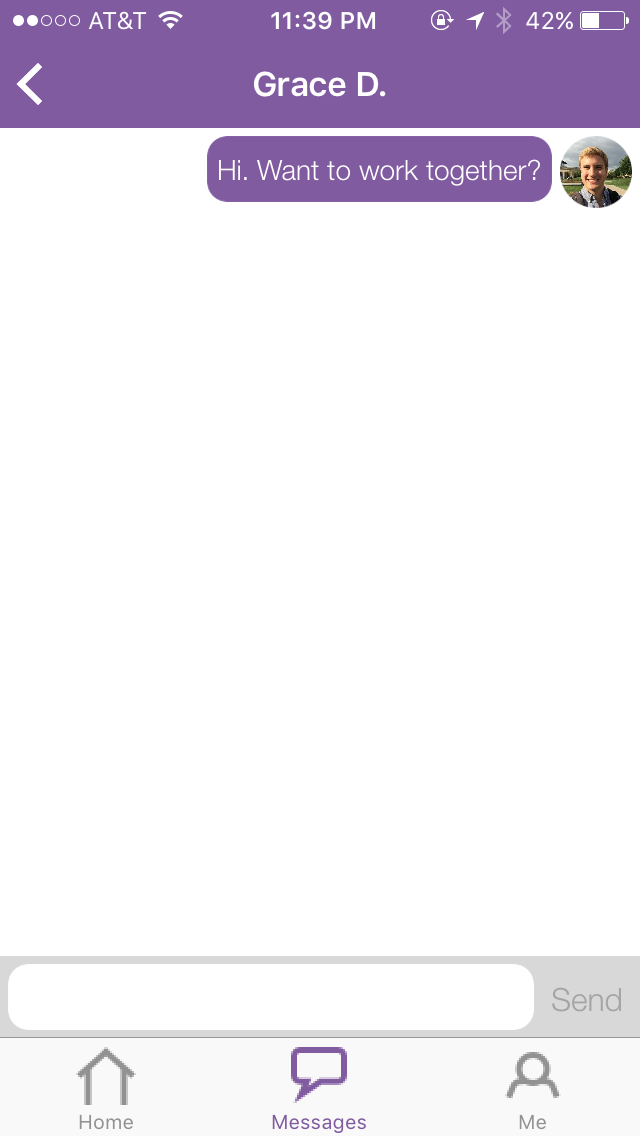 AT&T 11:39 PM 42%
Grace D.
Hi. Want to work together?
Send
Home Messages Me